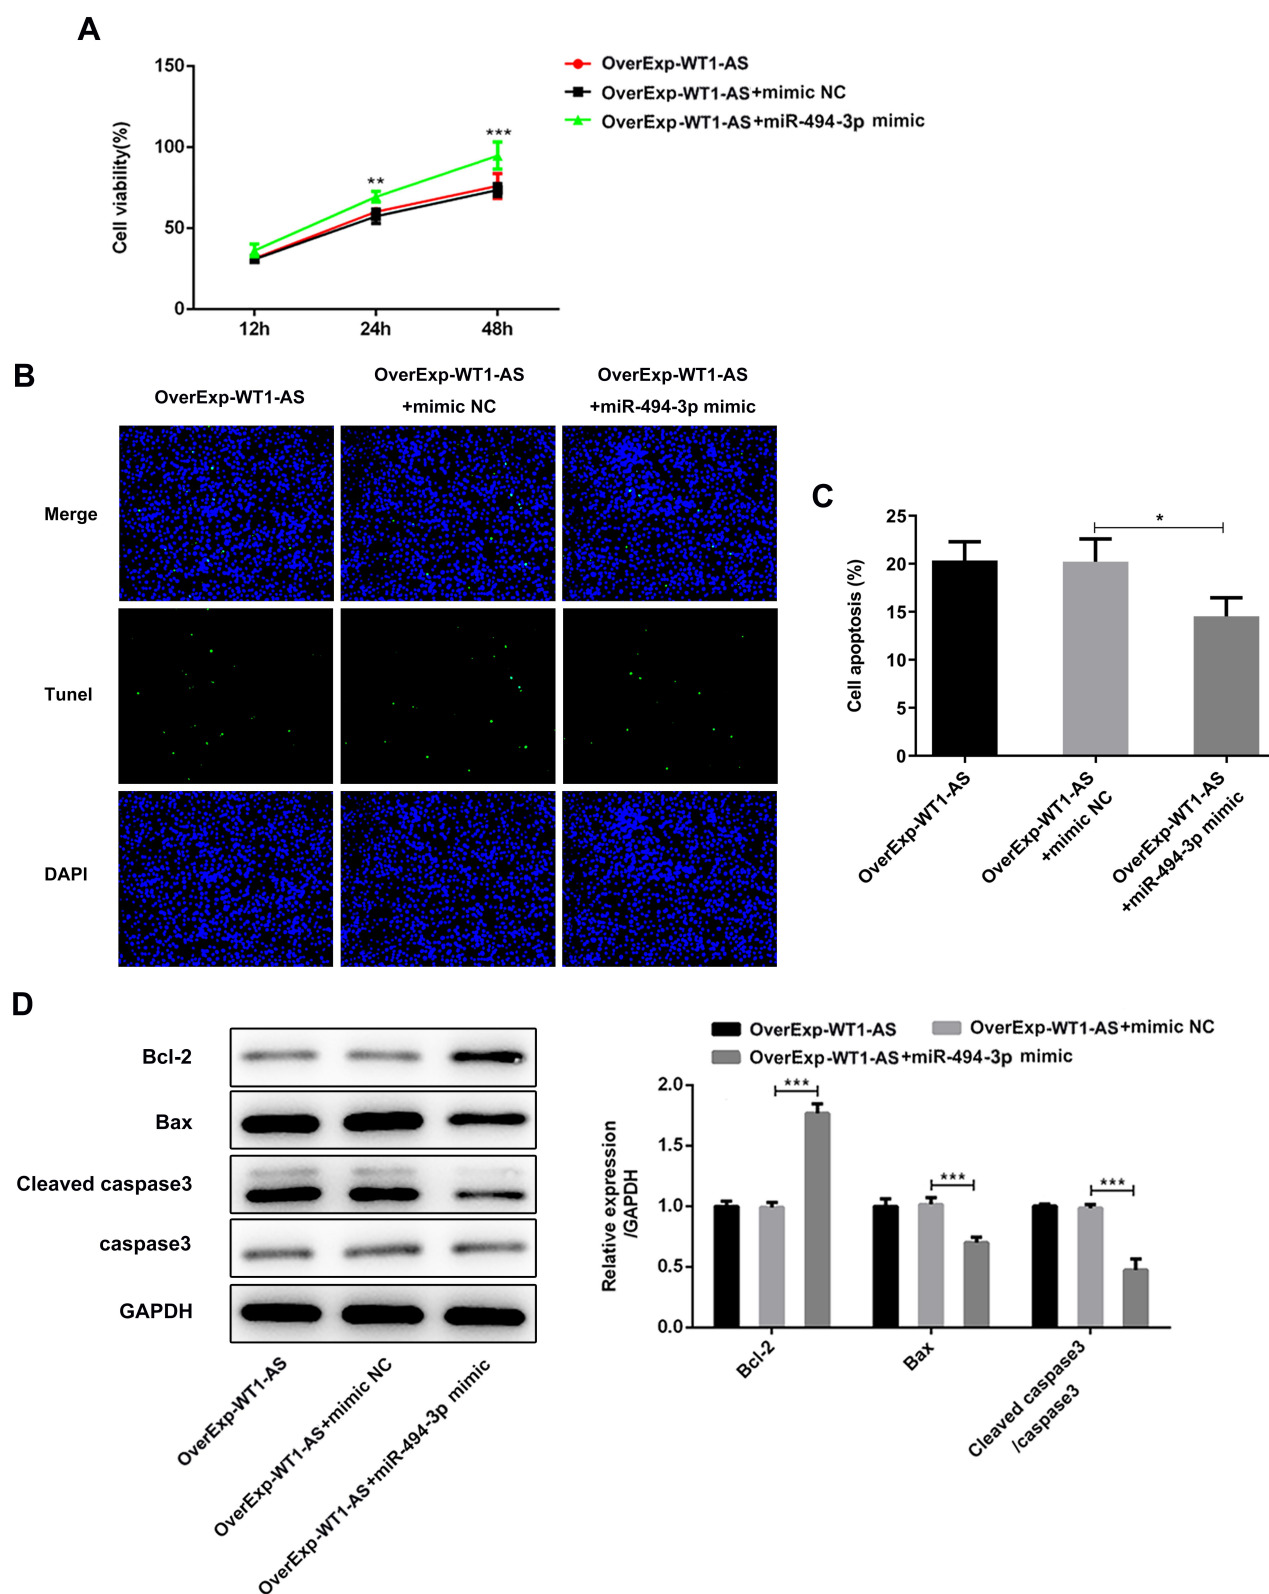 A
150
100
50
0
Cell viability(%)
**
***
12h
24h
48h
OverExp-WT1-AS
OverExp-WT1-AS+mimic NC
OverExp-WT1-AS+miR-494-3p mimic
B
OverExp-WT1-AS
OverExp-WT1-AS
+mimic NC
OverExp-WT1-AS
+miR-494-3p mimic
Merge
Tunel
DAPI
C
25
20
15
10
5
0
Cell apoptosis (%)
*
OverExp-WT1-AS
OverExp-WT1-AS
+mimic NC
OverExp-WT1-AS
+miR-494-3p mimic
D
Bcl-2
Bax
Cleaved caspase3
caspase3
GAPDH
OverExp-WT1-AS
OverExp-WT1-AS+mimic NC
OverExp-WT1-AS+miR-494-3p mimic
OverExp-WT1-AS
OverExp-WT1-AS+mimic NC
OverExp-WT1-AS+miR-494-3p mimic
2.0
1.5
1.0
0.5
0.0
Relative expression
/GAPDH
***
***
***
Bcl-2
Bax
Cleaved caspase3
/caspase3